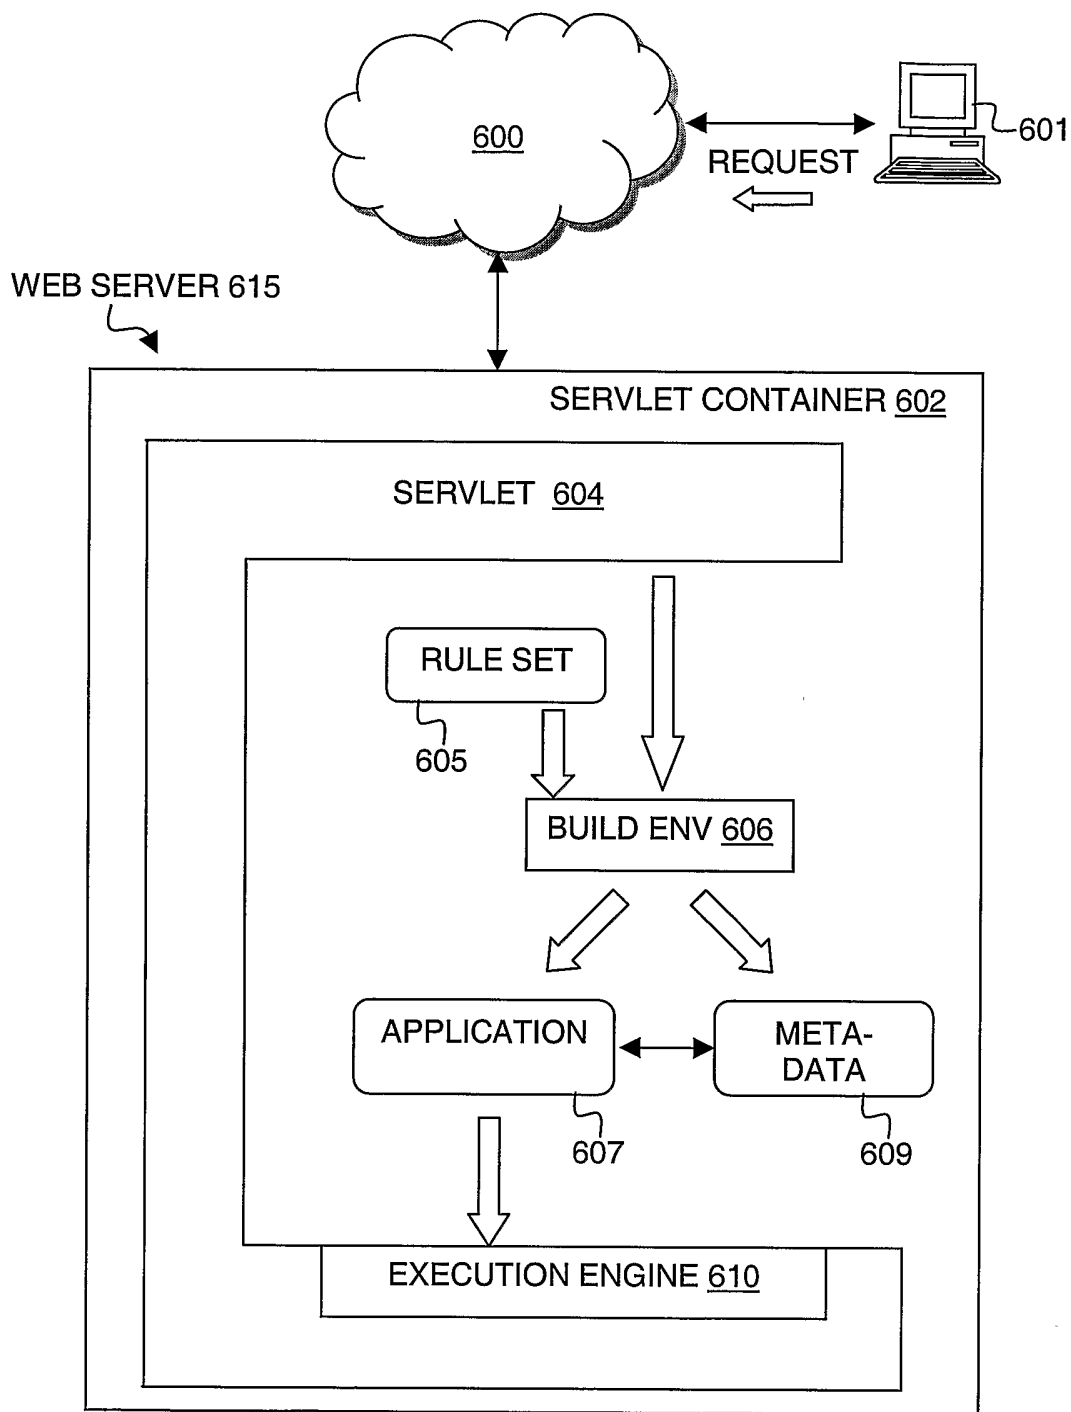 600
601
REQUEST
WEB SERVER 615
SERVLET CONTAINER 602
SERVLET 604
RULE SET
605
BUILD ENV 606
APPLICATION
META-
DATA
607
609
EXECUTION ENGINE 610